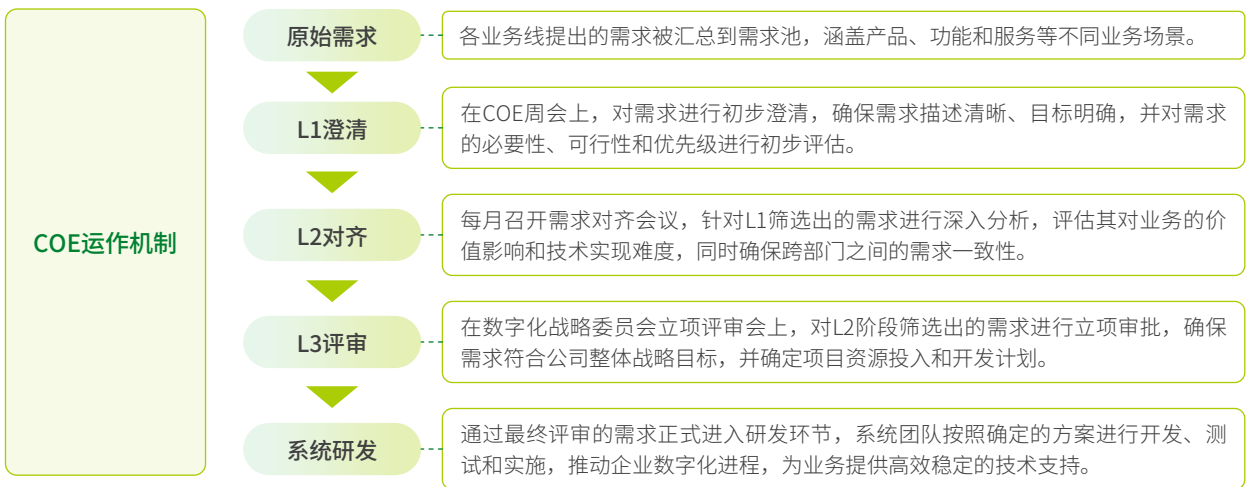 COE运作机制
原始需求
各业务线提出的需求被汇总到需求池，涵盖产品、功能和服务等不同业务场景。
L1澄清
在COE周会上，对需求进行初步澄清，确保需求描述清晰、目标明确，并对需求
的必要性、可行性和优先级进行初步评估。
L2对齐
每月召开需求对齐会议，针对L1筛选出的需求进行深入分析，评估其对业务的价
值影响和技术实现难度，同时确保跨部门之间的需求一致性。
L3评审
在数字化战略委员会立项评审会上，对L2阶段筛选出的需求进行立项审批，确保
需求符合公司整体战略目标，并确定项目资源投入和开发计划。
系统研发
通过最终评审的需求正式进入研发环节，系统团队按照确定的方案进行开发、测
试和实施，推动企业数字化进程，为业务提供高效稳定的技术支持。